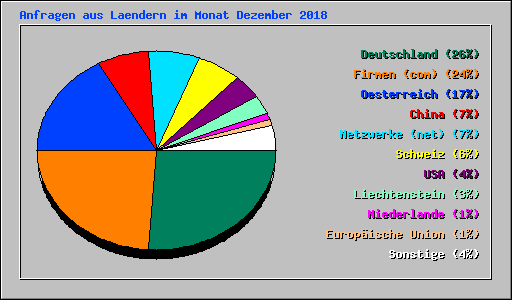 Anfragen aus Laendern im Monat Dezember 2018
Deutschland (26%)
Firmen (com) (24%)
Oesterreich (17%)
China (7%)
Netzwerke (net) (7%)
Schweiz (6%)
USA (4%)
Liechtenstein (3%)
Niederlande (1%)
Europäische Union (1%)
Sonstige (4%)